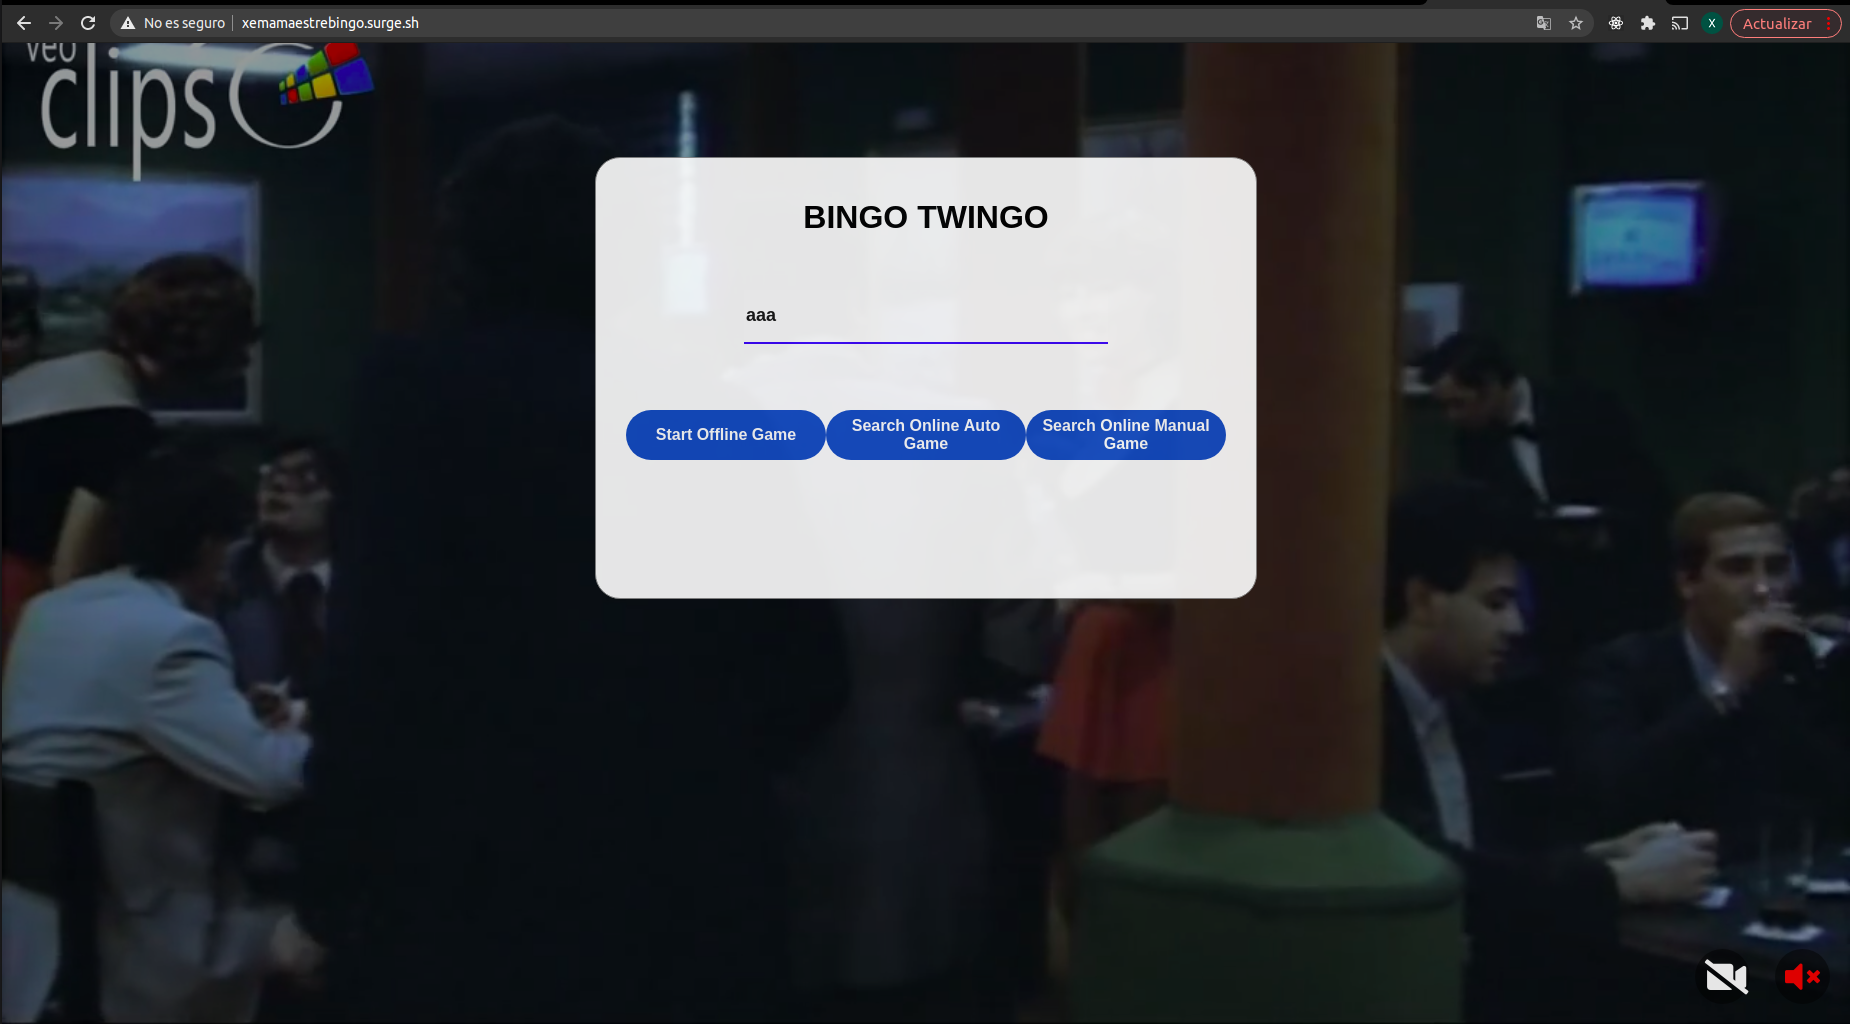 No es seguro
xemamaestrebingo.surge.sh
X
Actualizar
veo
clips
BINGO TWINGO
aaa
Start Offline Game
Search Online Auto
Game
Search Online Manual
Game